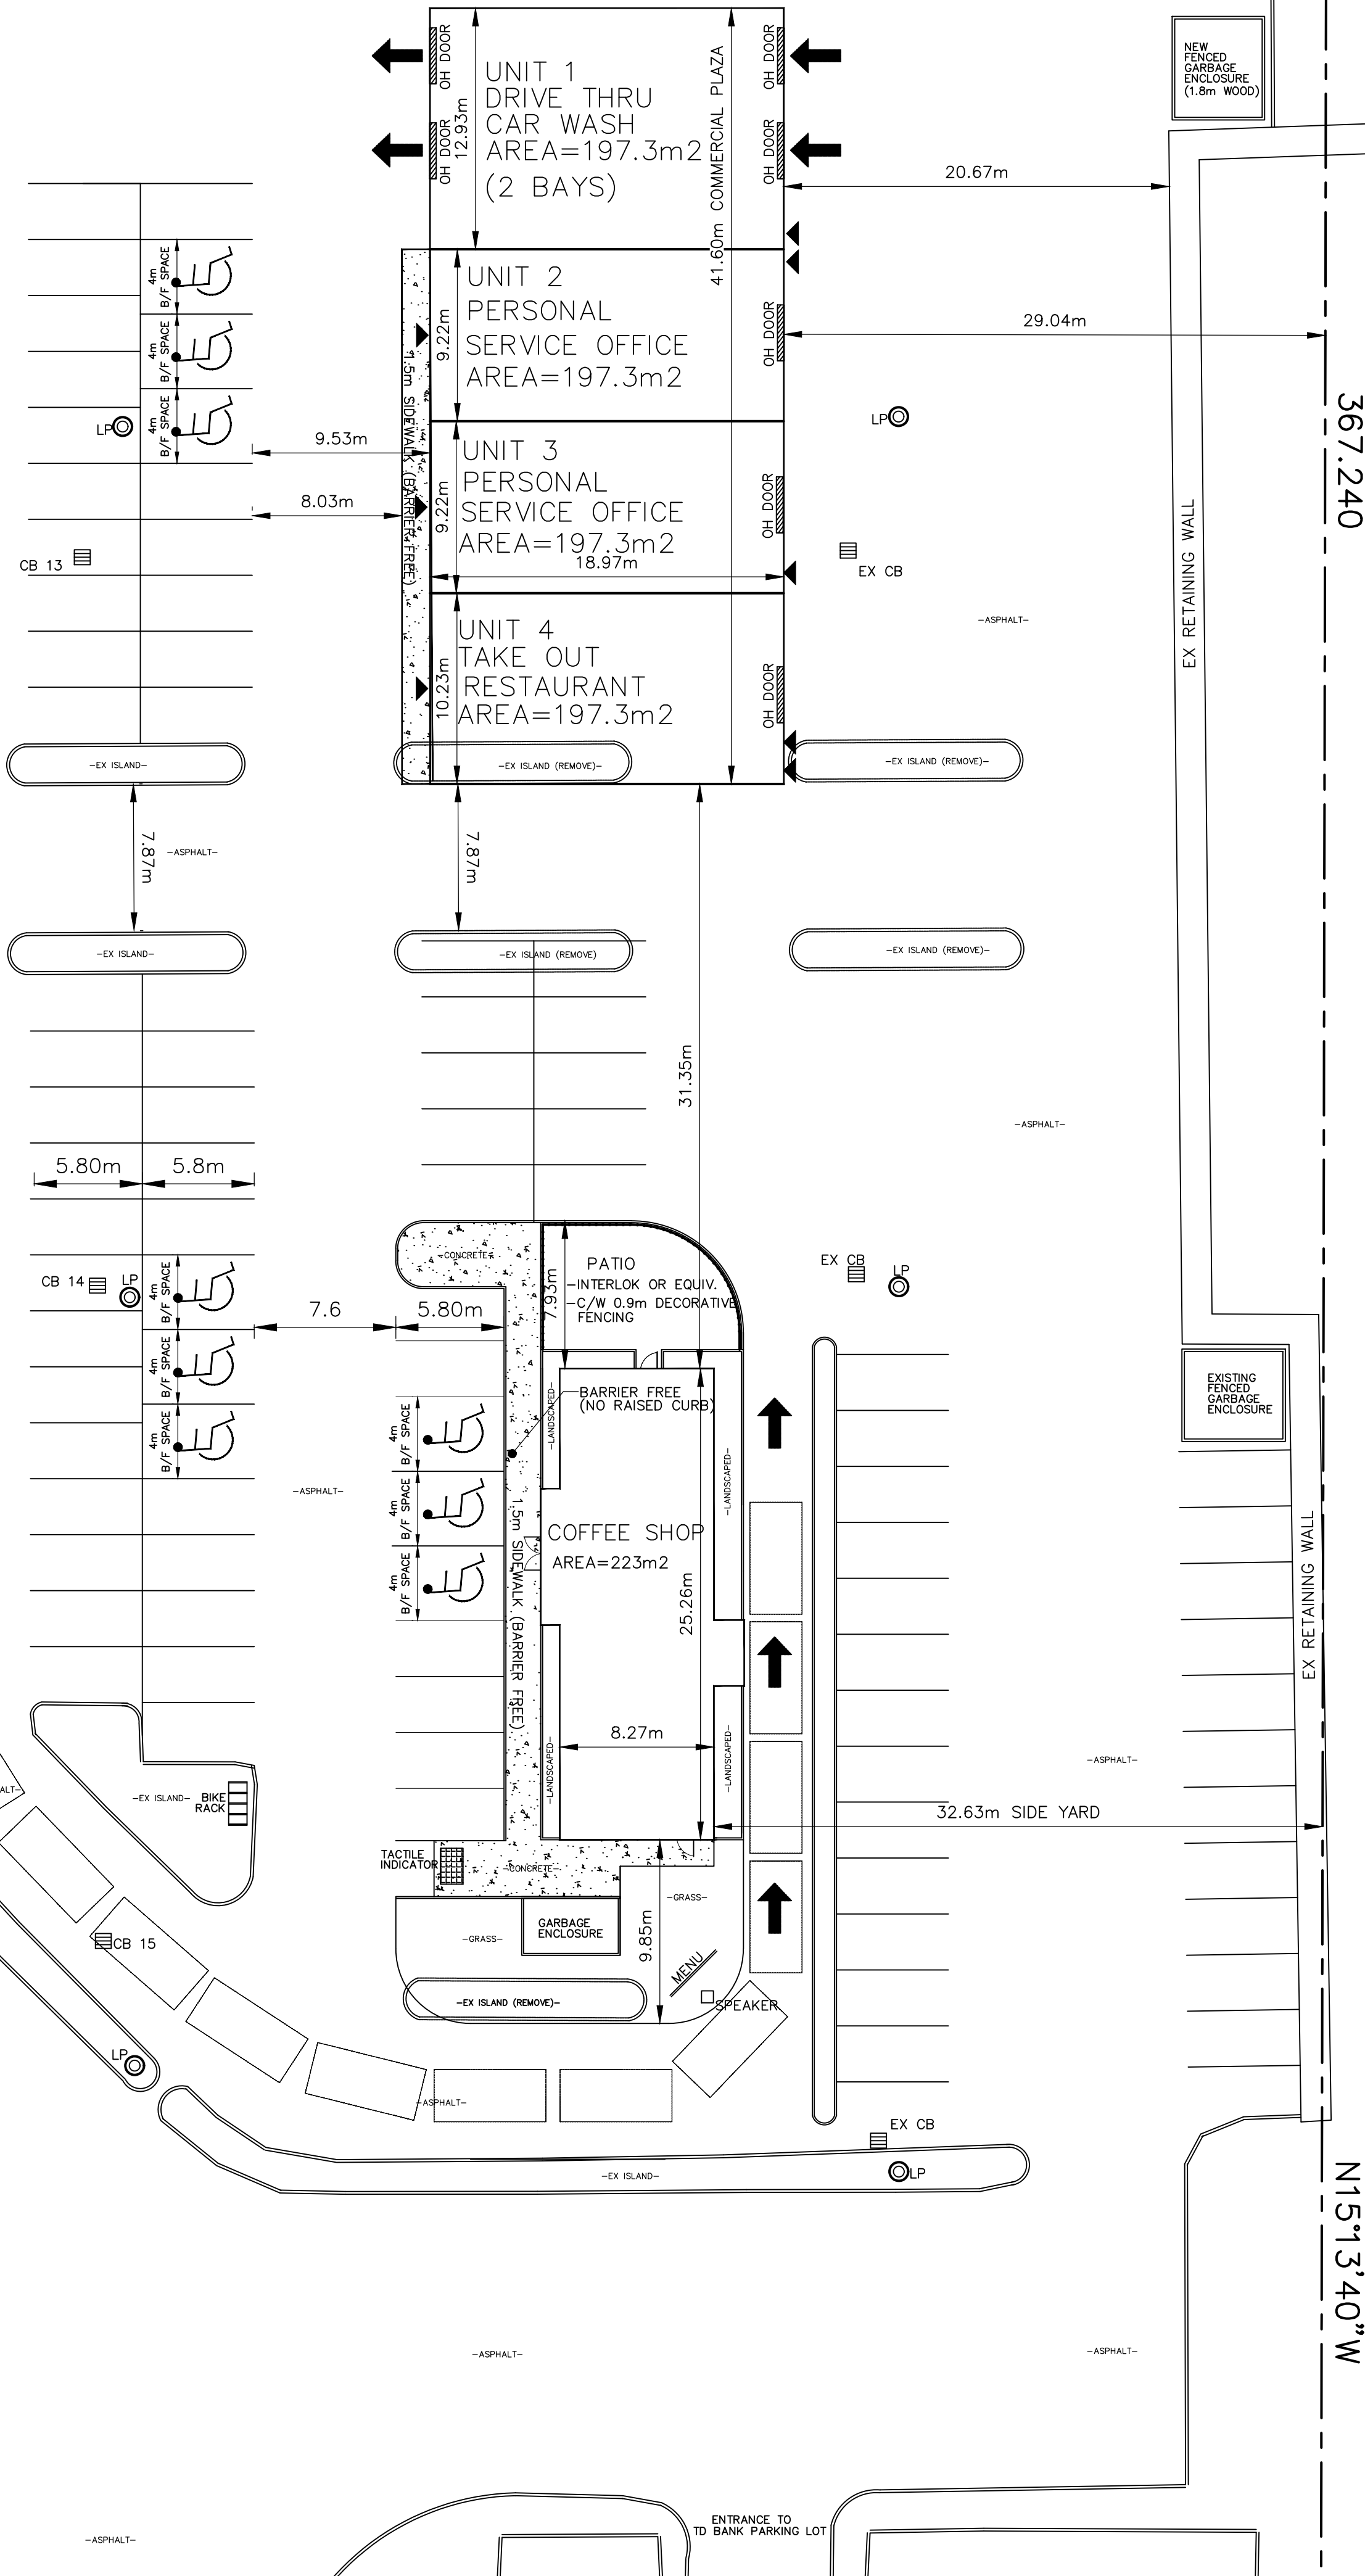 OH DOOR
OH DOOR
NEW
FENCED
GARBAGE
ENCLOSURE
(1.8m WOOD)
UNIT 1
DRIVE THRU
CAR WASH
AREA=197.3m2
(2 BAYS)
12.93m
41.60m COMMERCIAL PLAZA
OH DOOR
OH DOOR
20.67m
4m
B/F SPACE
4m
B/F SPACE
4m
B/F SPACE
UNIT 2
PERSONAL
SERVICE OFFICE
AREA=197.3m2
9.22m
OH DOOR
29.04m
367.240
LP
LP
9.53m
8.03m
1.5m SIDEWALK (BARRIER FREE)
UNIT 3
PERSONAL
SERVICE OFFICE
AREA=197.3m2
9.22m
18.97m
OH DOOR
CB 13
EX CB
EX RETAINING WALL
-ASPHALT-
UNIT 4
TAKE OUT
RESTAURANT
AREA=197.3m2
10.23m
OH DOOR
-EX ISLAND-
-EX ISLAND (REMOVE)-
-EX ISLAND (REMOVE)-
7.87m
-ASPHALT-
7.87m
-EX ISLAND-
-EX ISLAND (REMOVE)
-EX ISLAND (REMOVE)-
31.35m
-ASPHALT-
5.80m
5.8m
-CONCRETE-
PATIO
-INTERLOK OR EQUIV.
-C/W 0.9m DECORATIVE
FENCING
7.93m
EX CB
LP
CB 14
LP
4m
B/F SPACE
4m
B/F SPACE
4m
B/F SPACE
7.6
5.80m
BARRIER FREE
(NO RAISED CURB)
-LANDSCAPED-
-LANDSCAPED-
EXISTING
FENCED
GARBAGE
ENCLOSURE
4m
B/F SPACE
4m
B/F SPACE
4m
B/F SPACE
-ASPHALT-
1.5m SIDEWALK (BARRIER FREE)
COFFEE SHOP
AREA=223m2
25.26m
EX RETAINING WALL
8.27m
-LANDSCAPED-
-LANDSCAPED-
-ASPHALT-
ALT-
-EX ISLAND-
BIKE
RACK
32.63m SIDE YARD
TACTILE
INDICATOR
-CONCRETE-
-GRASS-
GARBAGE
ENCLOSURE
-GRASS-
9.85m
CB 15
MENU
SPEAKER
-EX ISLAND (REMOVE)-
LP
-ASPHALT-
EX CB
LP
-EX ISLAND-
N15°13'40"W
-ASPHALT-
-ASPHALT-
ENTRANCE TO
TD BANK PARKING LOT
-ASPHALT-